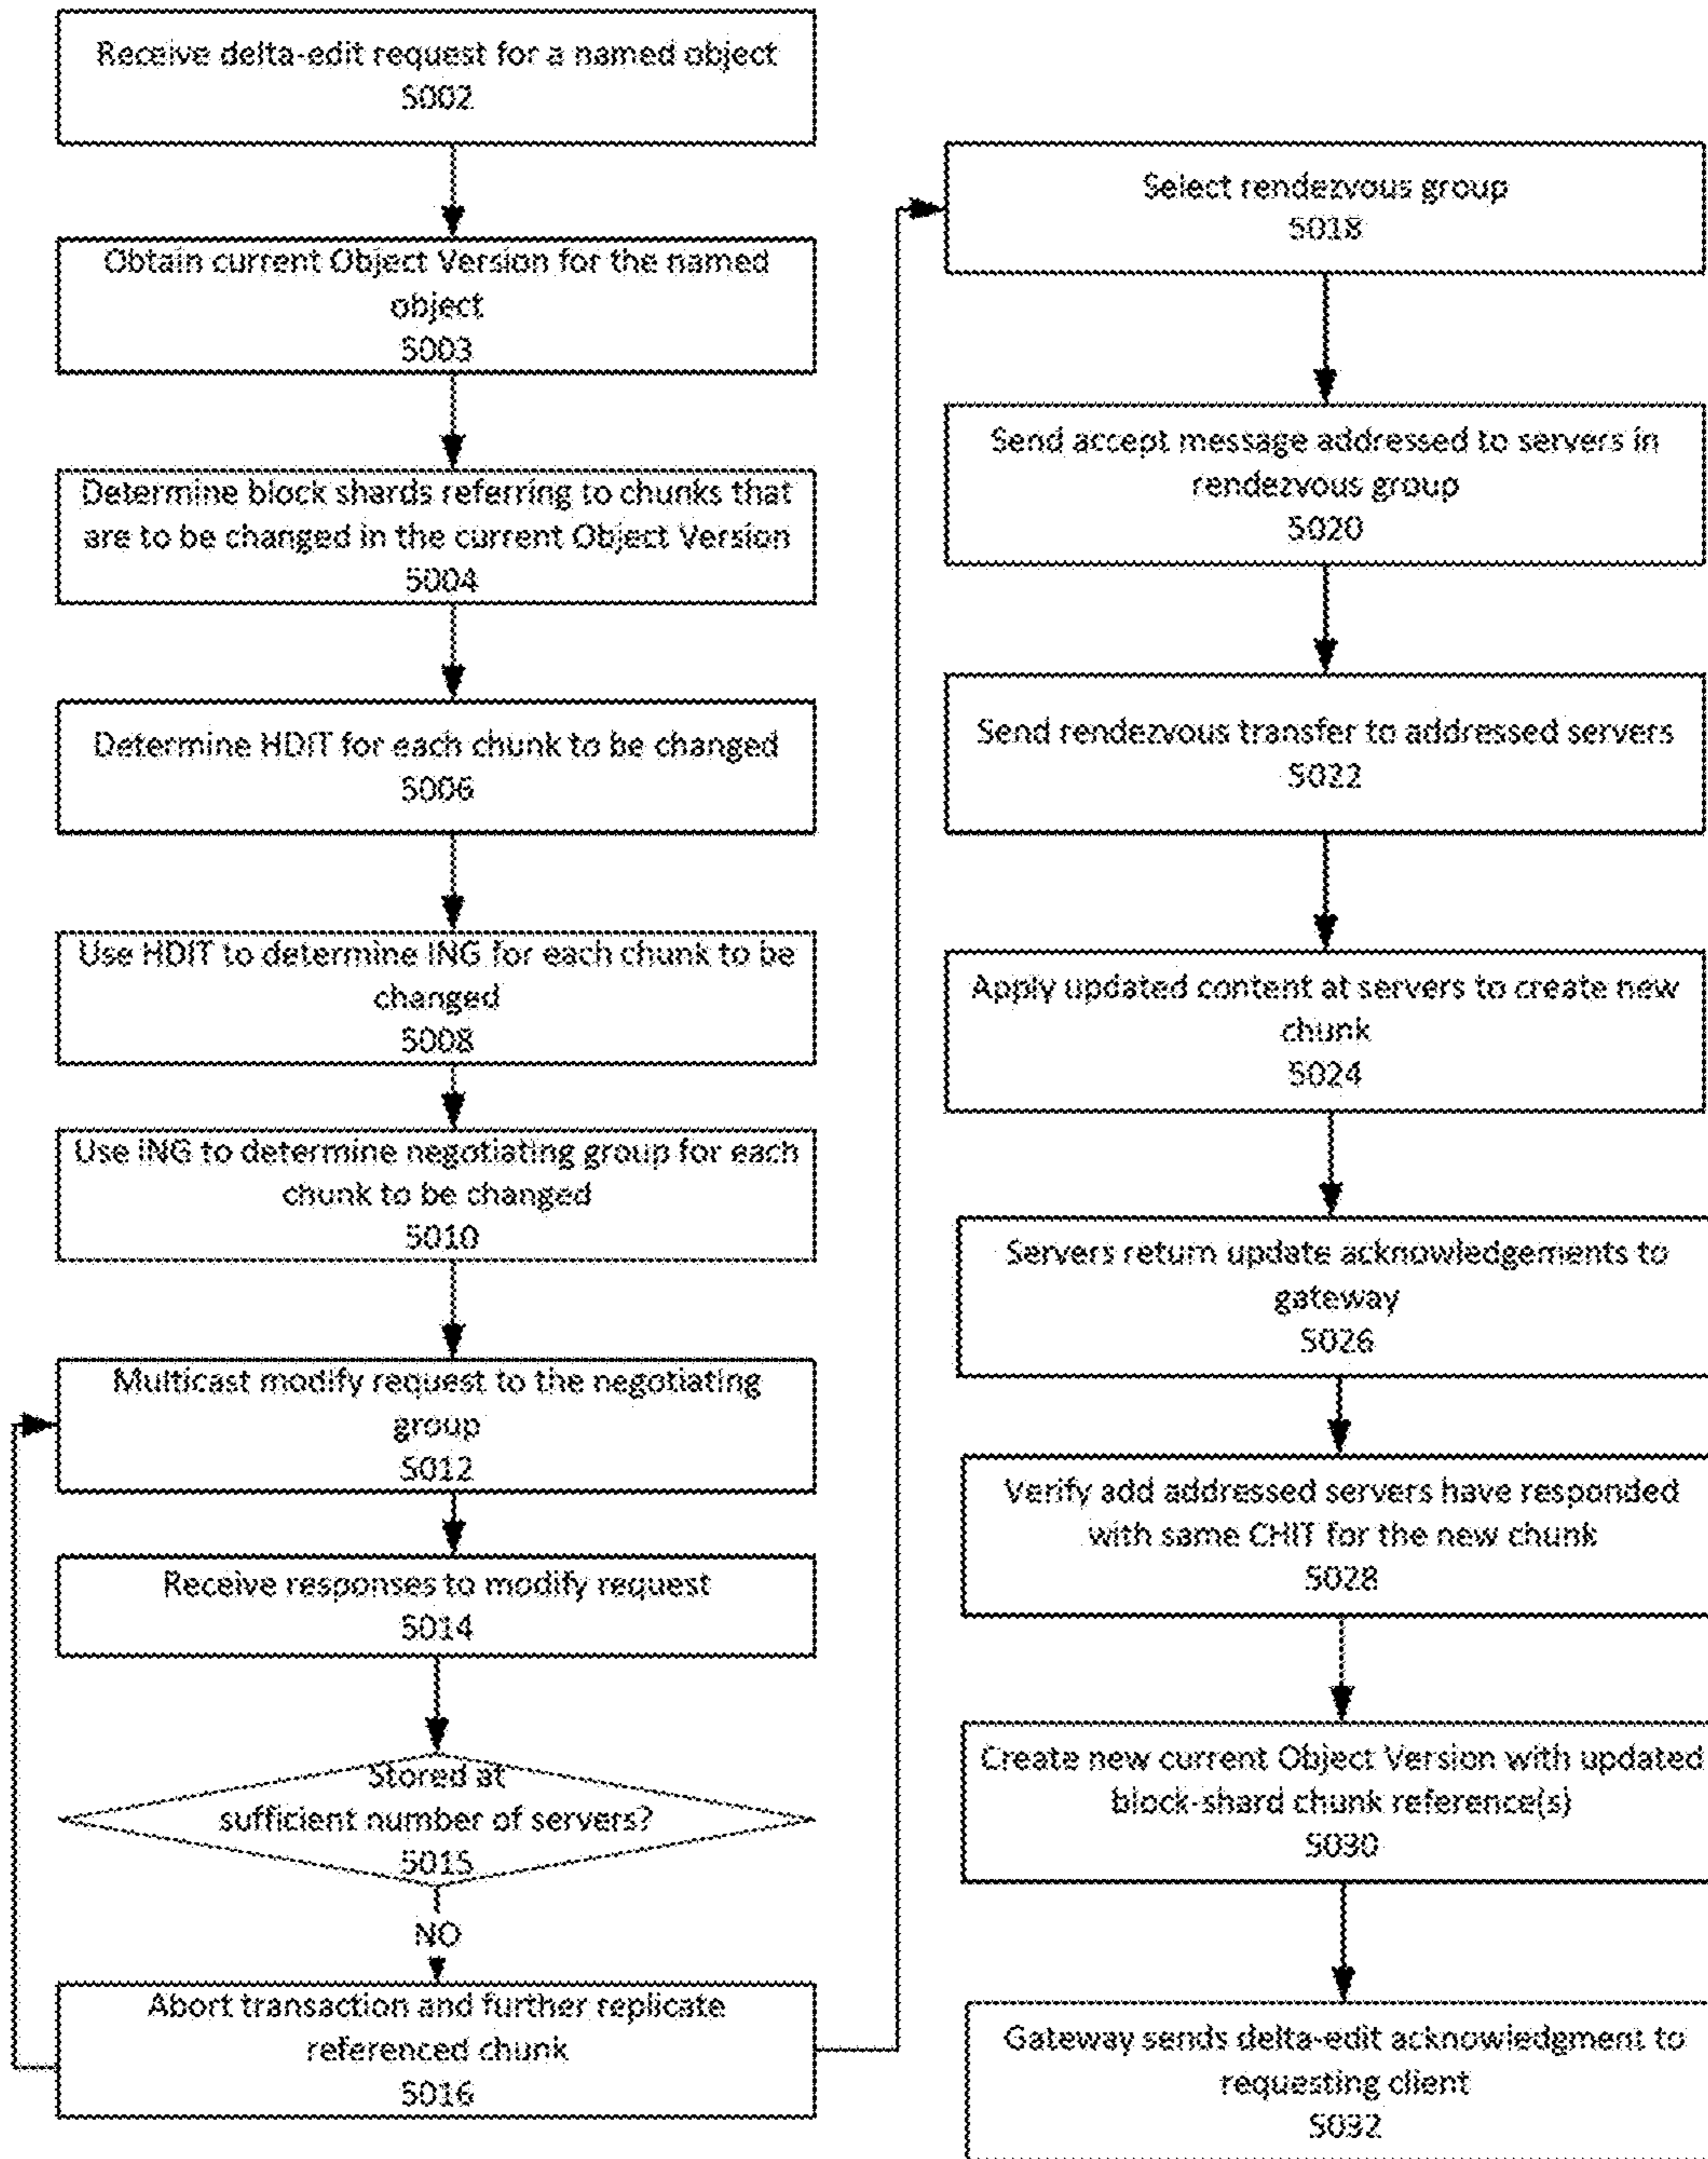 Receive delta-edit request for a named object
5002
Obtain current Object Version for the named
object
5003
Determine block shards referring to chunks that
are to be changed in the current Object Version
5004
Determine HDIT for each chunk to be changed
5006
Use HDIT to determine ING for each chunk to be
changed
5008
Use ING to determine negotiating group for each
chunk to be changed
5010
Multicast modify request to the negotiating
group
5012
Receive responses to modify request
5014
Stored at
sufficient number of servers?
5015
NO
Abort transaction and further replicate
referenced chunk
5016
Select rendezvous group
5018
Send accept message addressed to servers in
rendezvous group
5020
Send rendezvous transfer to addressed servers
5022
Apply updated content at servers to create new
chunk
5024
Servers return update acknowledgements to
gateway
5026
Verify add addressed servers have responded
with same CHIT for the new chunk
5028
Create new current Object Version with updated
block-shard chunk reference(s)
5030
Gateway sends delta-edit acknowledgment to
requesting client
5032